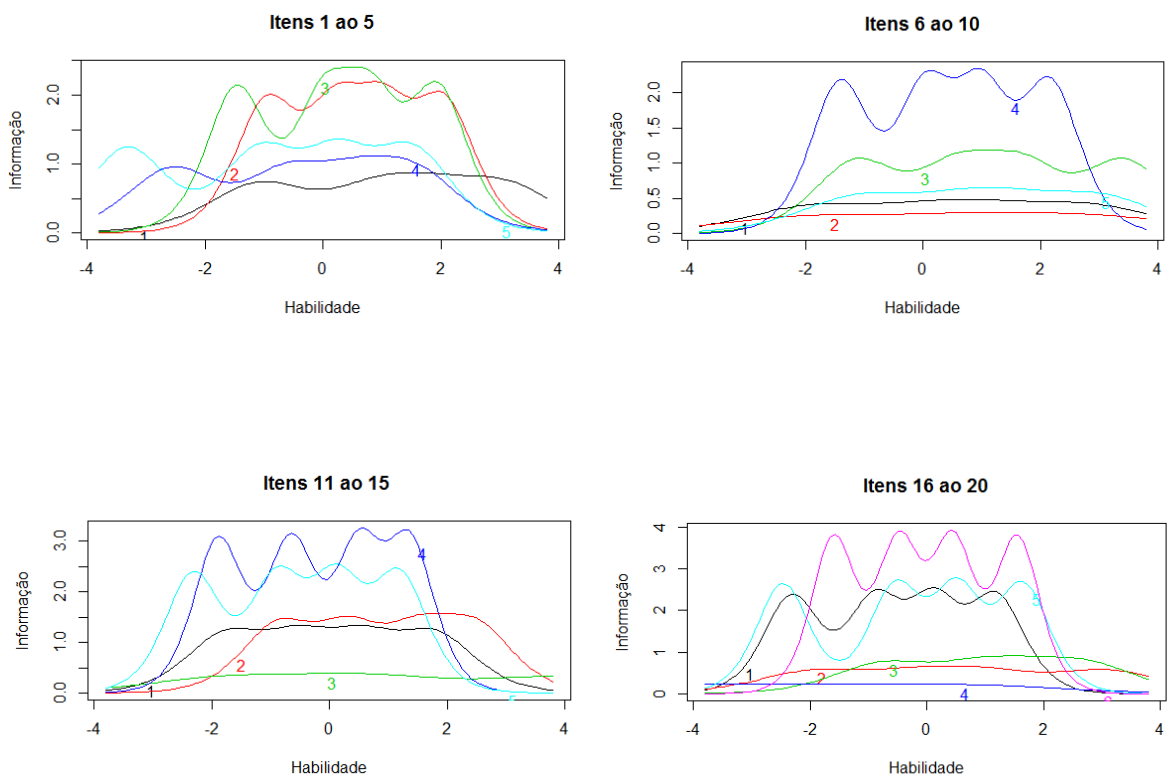 Itens 1 ao 5
Informação
0.0 1.0 2.0
1 2 3 4 5
-4 -2 0 2 4
Habilidade
Itens 6 ao 10
Informação
0.0 0.5 1.0 1.5 2.0
1 2 3 4
-4 -2 0 2 4
Habilidade
Itens 11 ao 15
Informação
0.0 1.0 2.0 3.0
1 2 3 4 5
-4 -2 0 2 4
Habilidade
Itens 16 ao 20
Informação
0 1 2 3 4
1 2 3 4 5
-4 -2 0 2 4
Habilidade